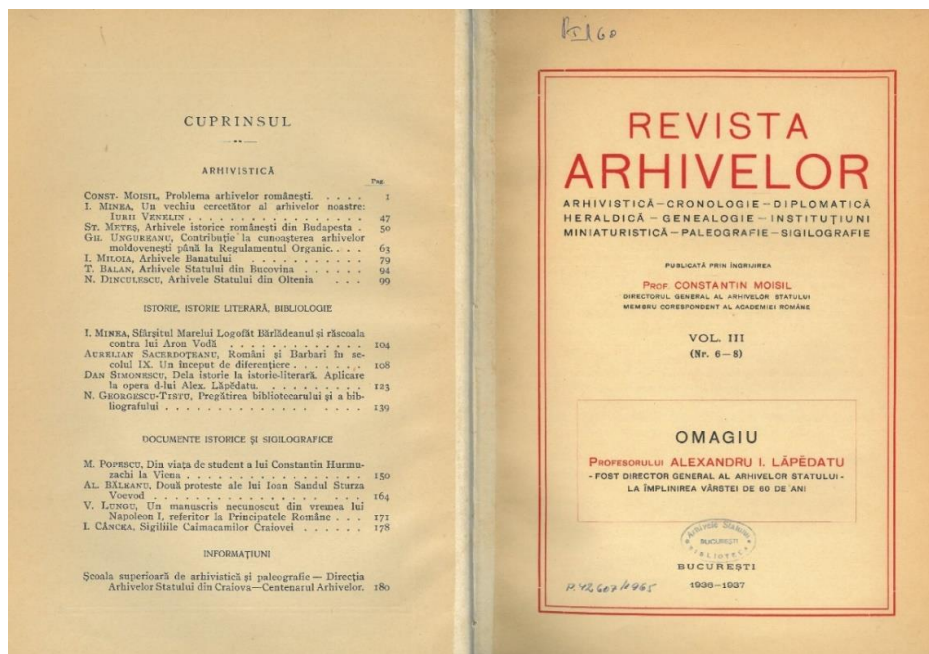 CUPRINSUL
ARHIVISTICĂ
Pag.
CONST. MOISIL, Problema arhivelor românești. . . . . 1
I. MINEA, Un vechiu cercetător al arhivelor noastre:
IURII VENELIN . . . . . . . . . . . . . . . . 47
ȘT. METEȘ, Arhivele istorice românești din Budapesta . 50
GH. UNGUREANU, Contribuție la cunoașterea arhivelor
moldovenești până la Regulamentul Organic. . . . 63
I. MILOIA, Arhivele Banatului . . . . . . . . . 79
T. BALAN, Arhivele Statului din Bucovina . . . . . . 94
N. DINCULESCU, Arhivele Statului din Oltenia . . . 99
ISTORIE, ISTORIE LITERARĂ, BIBLIOLOGIE
I. MINEA, Sfârșitul Marelui Logofăt Bărlădeanul și răscoala
contra lui Aron Vodă . . . . . . . . . . . . 104
AURELIAN SACERDOȚEANU, Români și Barbari în se-
colul IX. Un început de diferențiere . . . . . . . 108
DAN SIMONESCU, Dela istorie la istorie-literară. Aplicare
la opera d-lui Alex. Lăpĕdatu. . . . . . . . . . 123
N. GEORGESCU-TISTU, Pregătirea bibliotecarului și a bib-
liografului . . . . . . . . . . . . . . . . 139
DOCUMENTE ISTORICE ȘI SIGILOGRAFICE
M. POPESCU, Din viața de student a lui Constantin Hurmu-
zachi la Viena . . . . . . . . . . . . . . . 150
AL. BĂLEANU, Două proteste ale lui Ioan Sandul Sturza
Voevod . . . . . . . . . . . . . . . . . . 164
V. LUNGU, Un manuscris necunoscut din vremea lui
Napoleon I, referitor la Principatele Române . . . 171
I. CÂNCEA, Sigiliile Caimacamilor Craiovei . . . . . . 178
INFORMAȚIUNI
Școala superioară de arhivistică și paleografie — Direcția
Arhivelor Statului din Craiova—Centenarul Arhivelor. 180
REVISTA
ARHIVELOR
ARHIVISTICĂ – CRONOLOGIE – DIPLOMATICĂ
HERALDICĂ – GENEALOGIE – INSTITUȚIUNI
MINIATURISTICĂ – PALEOGRAFIE – SIGILOGRAFIE
PUBLICATĂ PRIN ÎNGRIJIREA
PROF. CONSTANTIN MOISIL
DIRECTORUL GENERAL AL ARHIVELOR STATULUI
MEMBRU CORESPONDENT AL ACADEMIEI ROMÂNE
VOL. III
(Nr. 6 – 8)
OMAGIU
PROFESORULUI ALEXANDRU I. LĂPĔDATU
- FOST DIRECTOR GENERAL AL ARHIVELOR STATULUI -
LA ÎMPLINIREA VÂRSTEI DE 60 DE ANI
Arhivele Statului
BUCUREȘTI
BIBLIOTECA
BUCUREȘTI
1936–1937